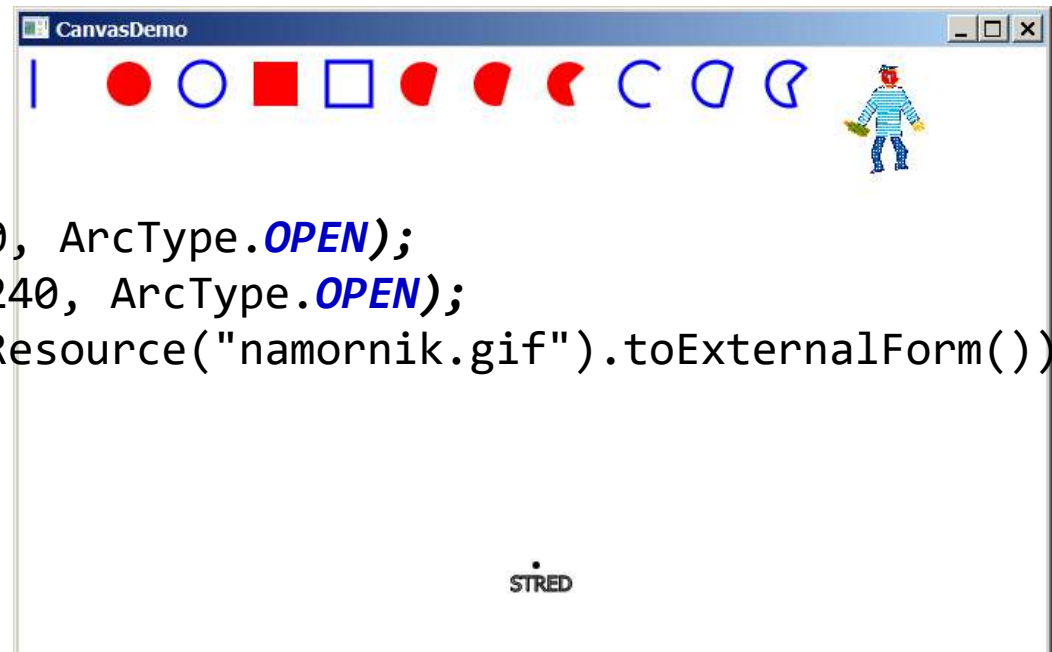 CanvasDemo
0, ArcType.OPEN);
240, ArcType.OPEN);
Resource("namornik.gif").toExternalForm())
STRED